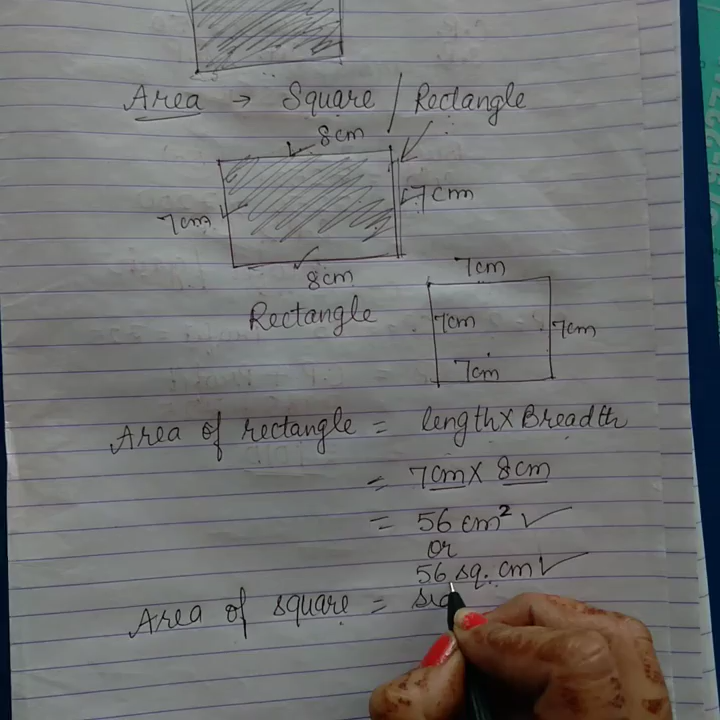 Area → Square / Rectangle
8cm
7cm
7cm
8cm
Rectangle
7cm
7cm
7cm
7cm
Area of rectangle = length x Breadth
= 7cm x 8cm
= 56 cm²
or
56 sq. cm
Area of square =